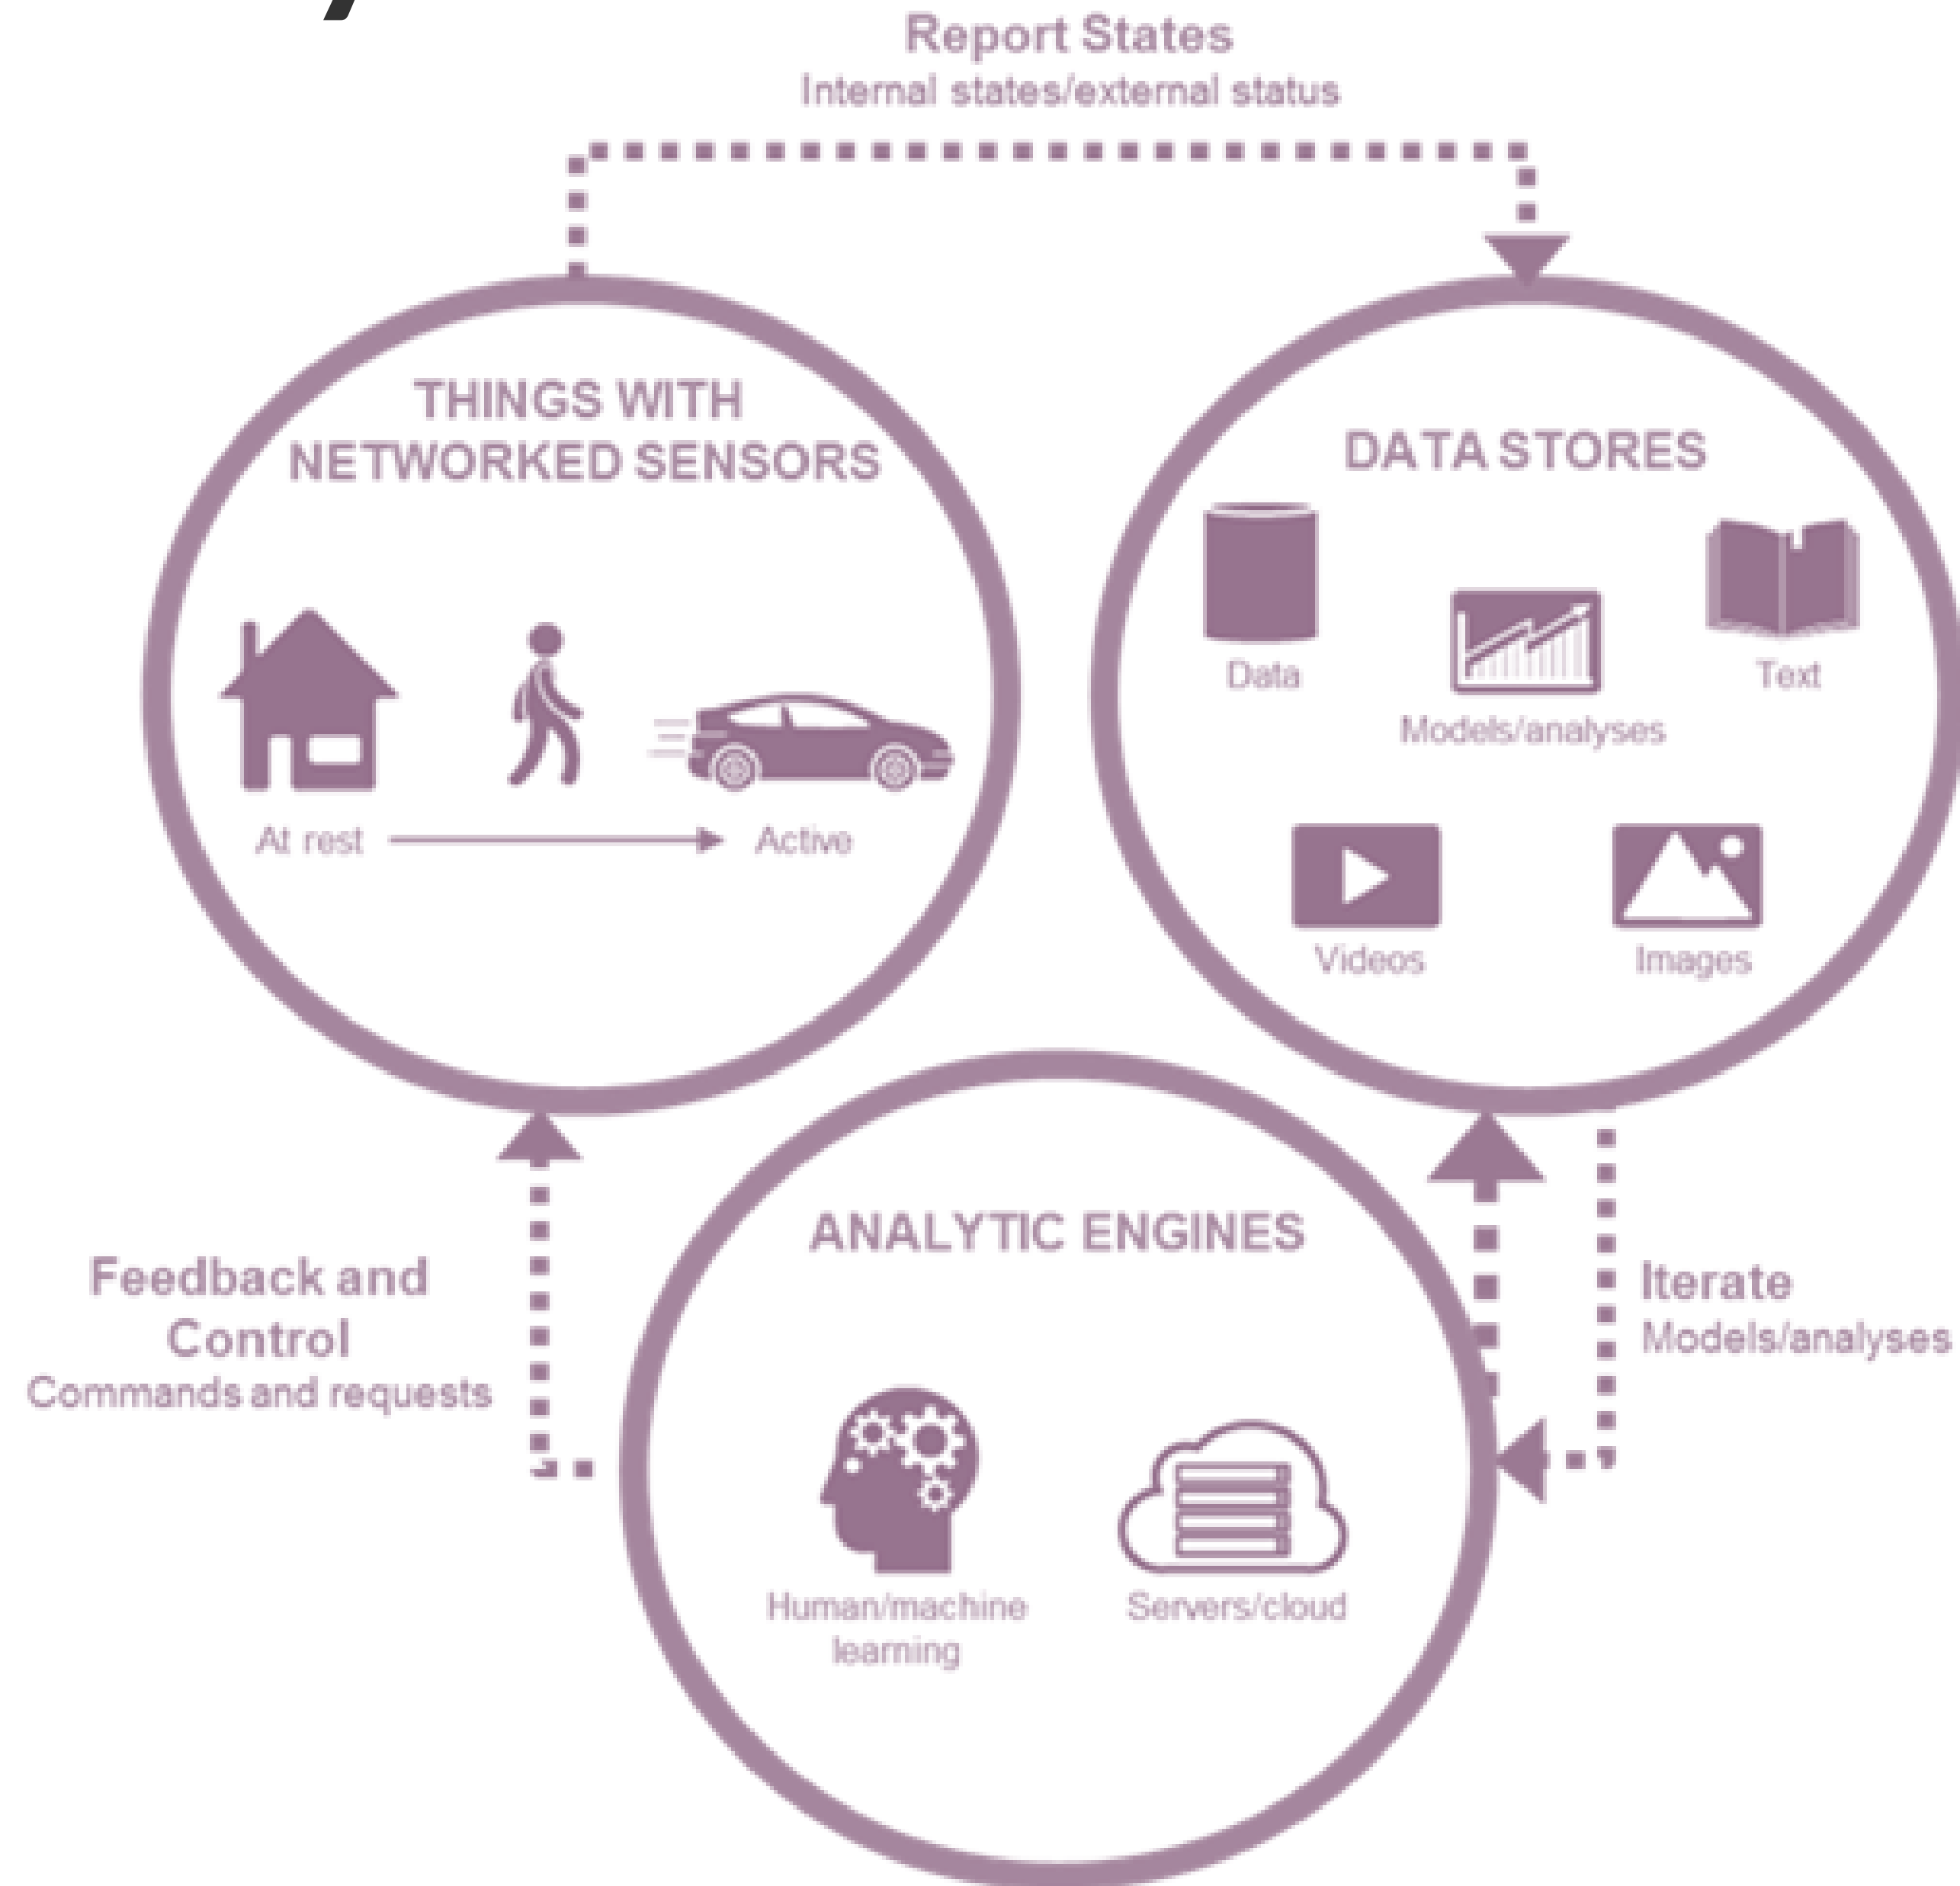 Report States
Internal states/external status
THINGS WITH
NETWORKED SENSORS
At rest
Active
DATA STORES
Data
Text
Models/analyses
Videos
Images
ANALYTIC ENGINES
Human/machine
learning
Servers/cloud
Feedback and
Control
Commands and requests
Iterate
Models/analyses